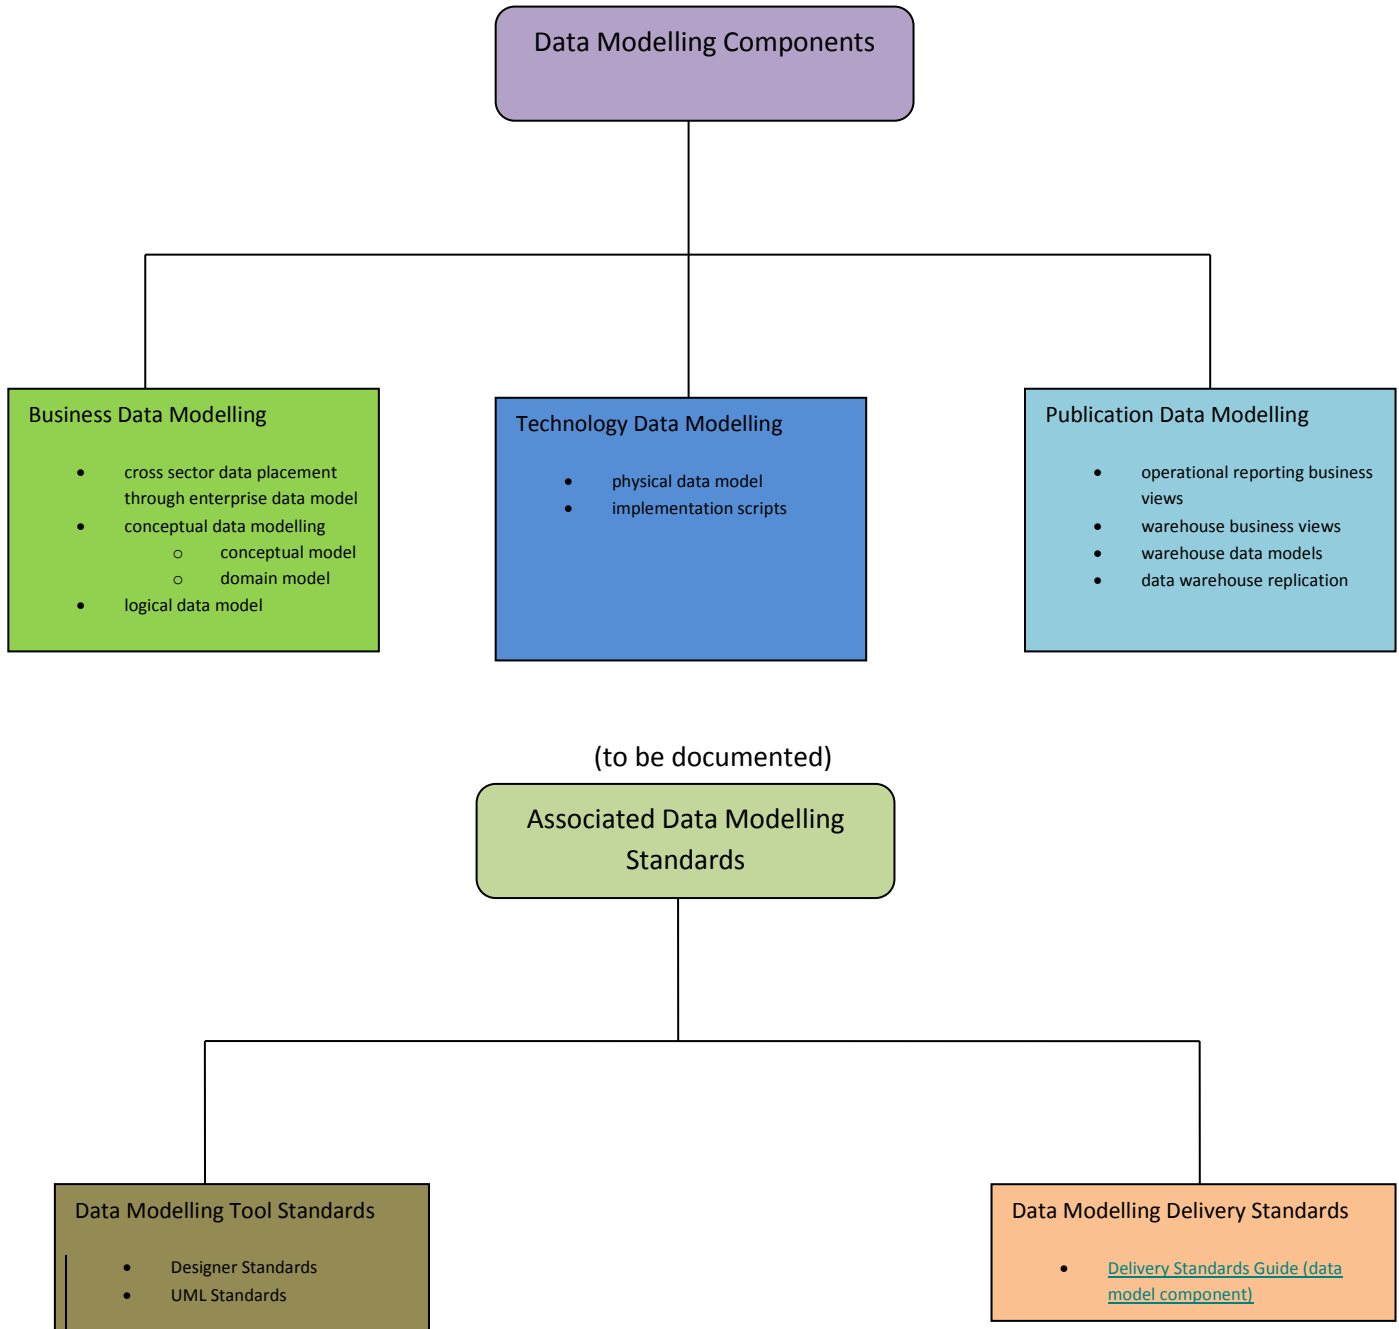 Data Modelling Components
Business Data Modelling
• cross sector data placement
through enterprise data model
• conceptual data modelling
o conceptual model
o domain model
• logical data model
Technology Data Modelling
• physical data model
• implementation scripts
Publication Data Modelling
• operational reporting business
views
• warehouse business views
• warehouse data models
• data warehouse replication
(to be documented)
Associated Data Modelling
Standards
Data Modelling Tool Standards
• Designer Standards
• UML Standards
Data Modelling Delivery Standards
• Delivery Standards Guide (data
model component)